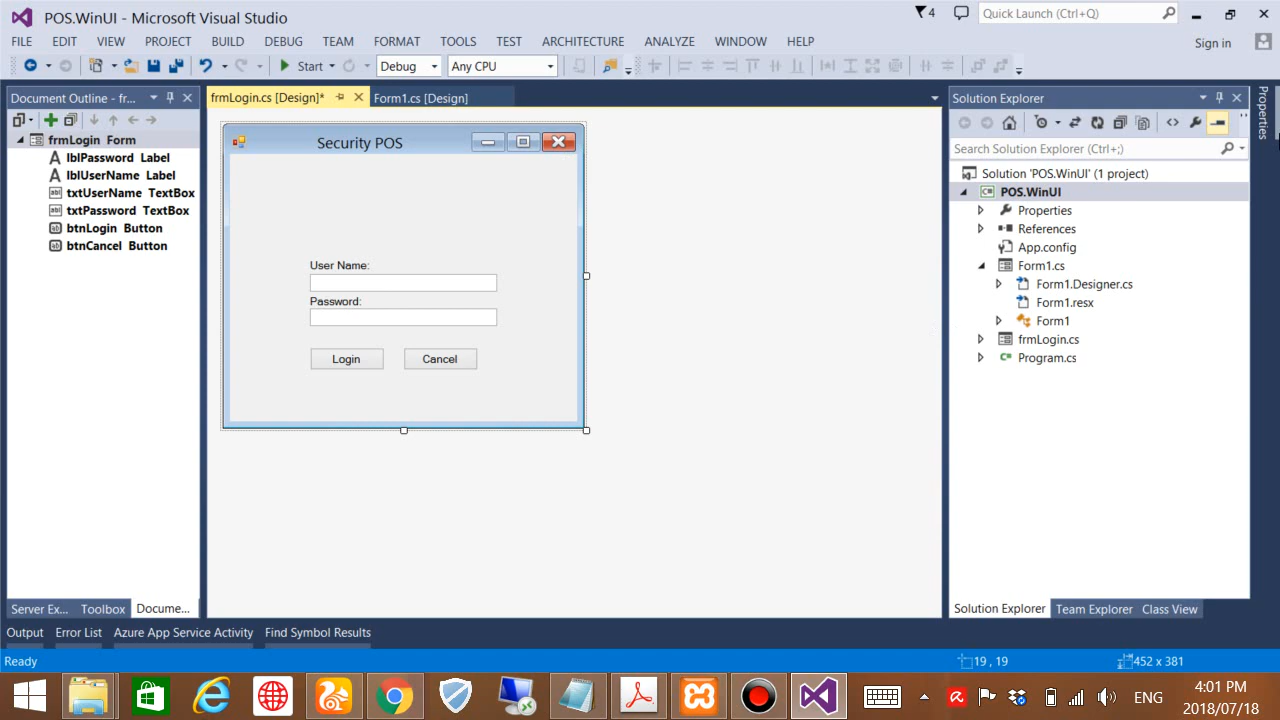 POS.WinUI - Microsoft Visual Studio
4
Quick Launch (Ctrl+Q)
FILE EDIT VIEW PROJECT BUILD DEBUG TEAM FORMAT TOOLS TEST ARCHITECTURE ANALYZE WINDOW HELP
Sign in
Start Debug Any CPU
Document Outline - fr...
frmLogin Form
lblPassword Label
lblUserName Label
txtUserName TextBox
txtPassword TextBox
btnLogin Button
btnCancel Button
Server Ex... Toolbox Docume...
frmLogin.cs [Design]* Form1.cs [Design]
Security POS
User Name:
Password:
Login Cancel
Solution Explorer
Search Solution Explorer (Ctrl+;)
Solution 'POS.WinUI' (1 project)
POS.WinUI
Properties
References
App.config
Form1.cs
Form1.Designer.cs
Form1.resx
Form1
frmLogin.cs
Program.cs
Solution Explorer Team Explorer Class View
Properties
Output Error List Azure App Service Activity Find Symbol Results
Ready
19 , 19
452 x 381
ENG
4:01 PM
2018/07/18